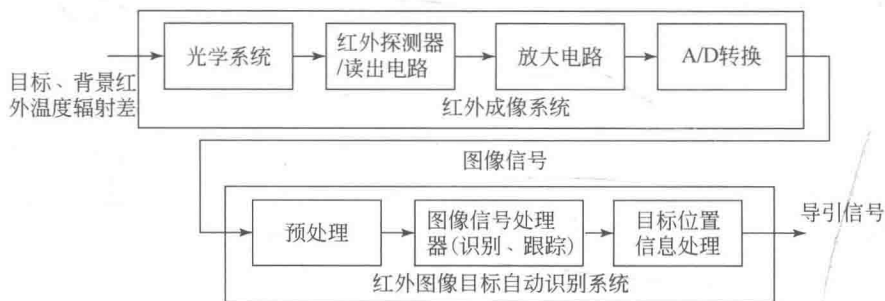 目标、背景红
外温度辐射差
光学系统
红外探测器
/读出电路
放大电路
A/D转换
红外成像系统
图像信号
预处理
图像信号处理
器(识别、跟踪)
目标位置
信息处理
导引信号
红外图像目标自动识别系统